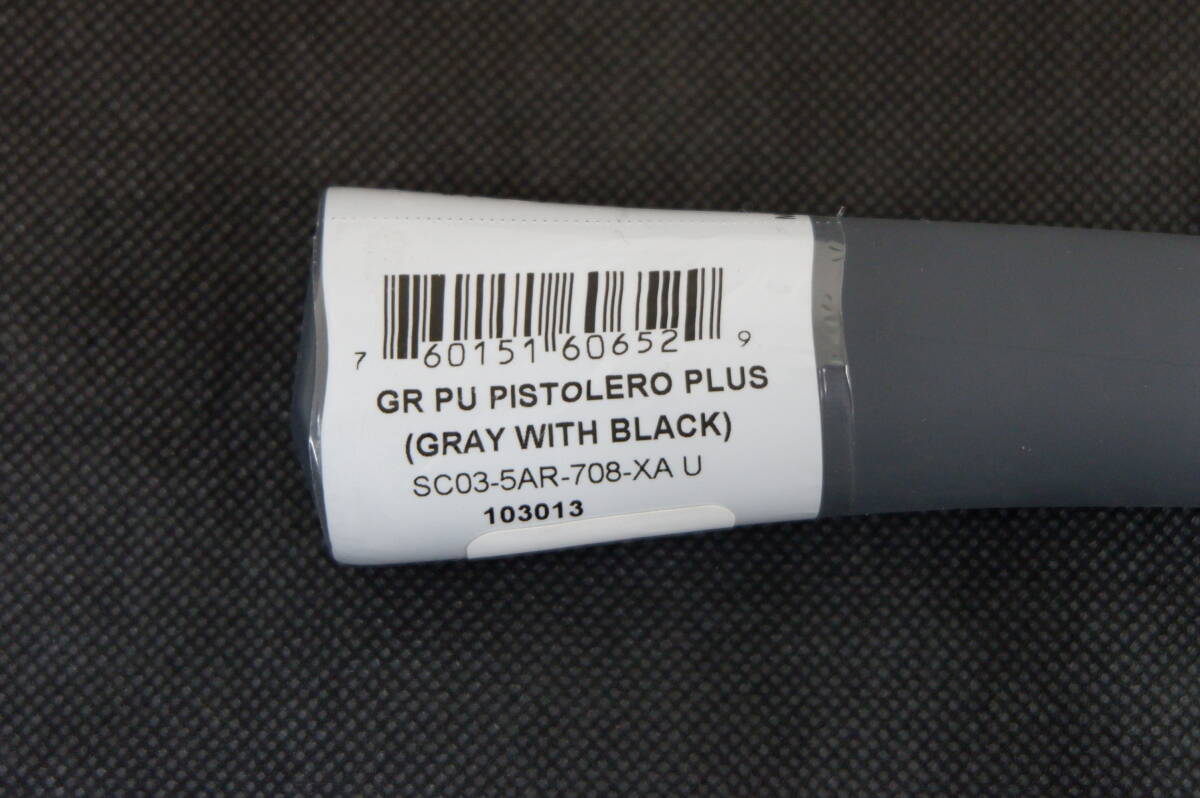 7 60151 60652 9
GR PU PISTOLERO PLUS
(GRAY WITH BLACK)
SC03-5AR-708-XA U
103013